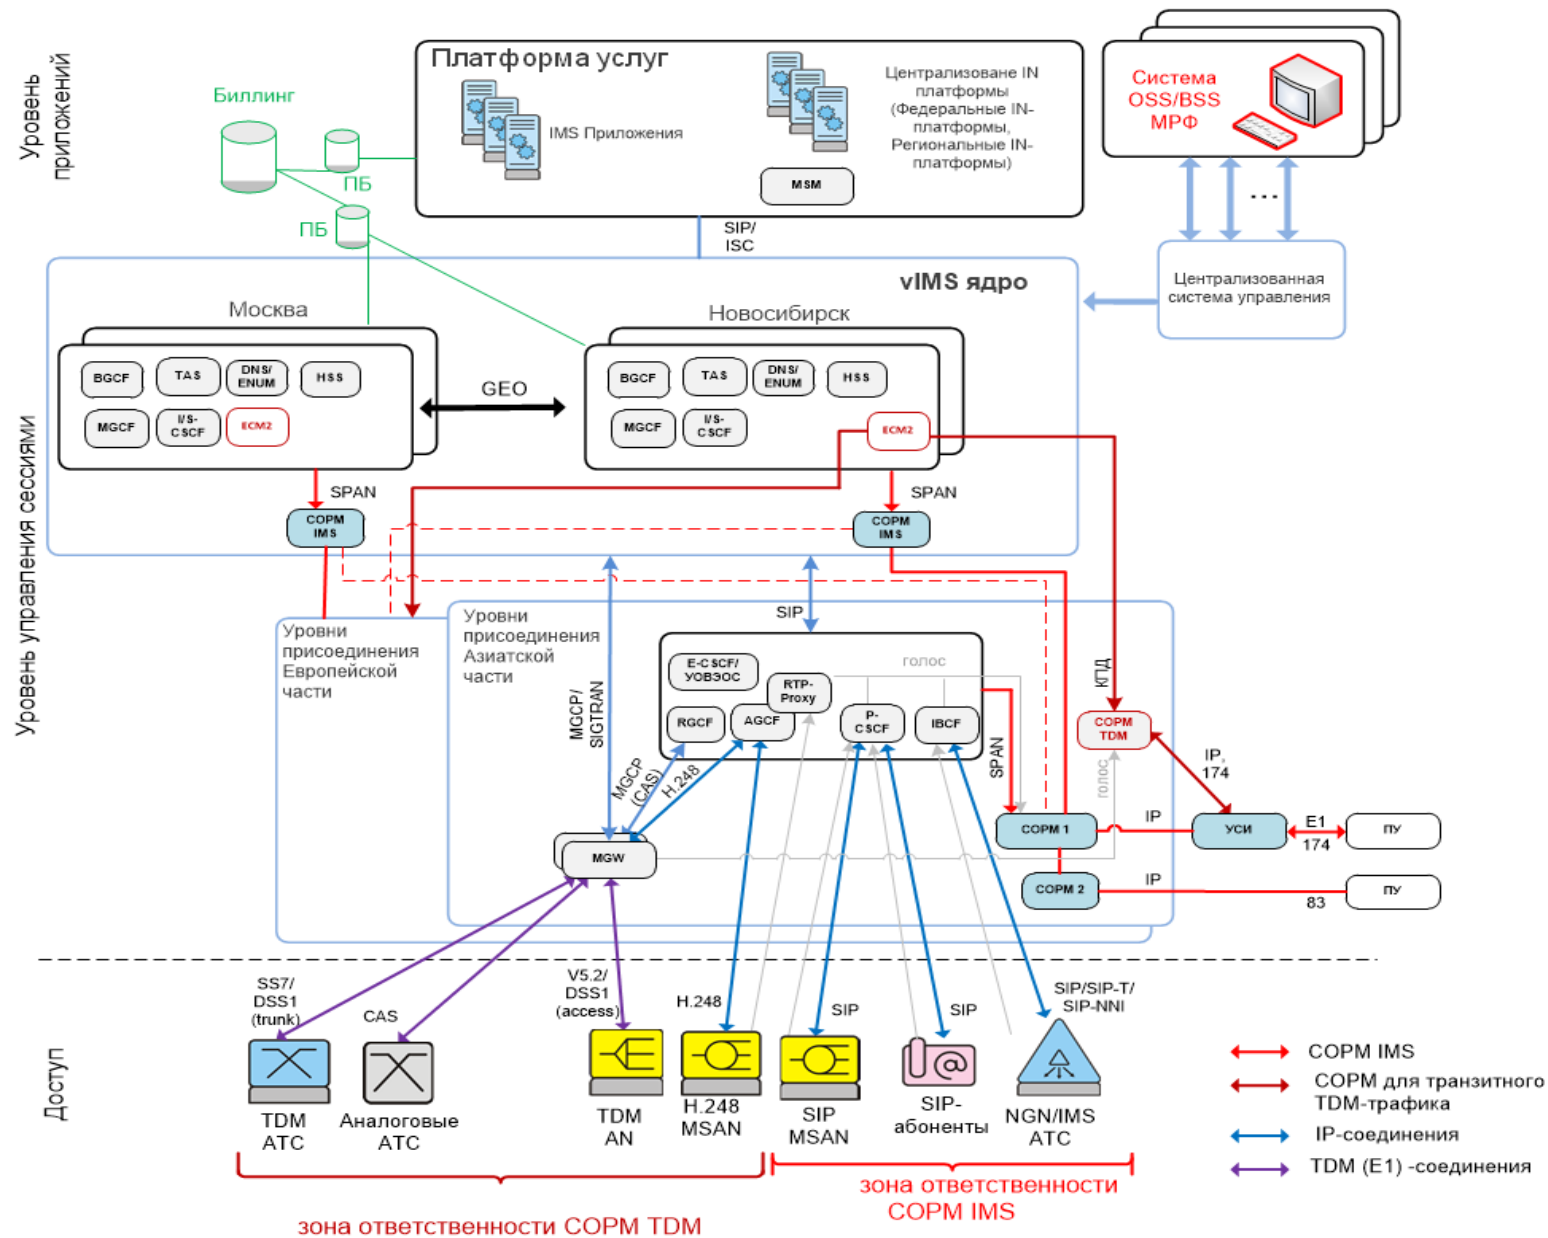 Уровень
приложений
Биллинг
ПБ
ПБ
Платформа услуг
IMS Приложения
Централизоване IN
платформы
(Федеральные IN-
платформы,
Региональные IN-
платформы)
MSM
Система
OSS/BSS
МРФ
...
SIP/
ISC
Централизованная
система управления
vIMS ядро
Москва
Новосибирск
BGCF
TAS
DNS/
ENUM
HSS
MGCF
I/S-
CSCF
ECM2
GEO
BGCF
TAS
DNS/
ENUM
HSS
MGCF
I/S-
CSCF
ECM2
Уровень управления сессиями
SPAN
СОРМ
IMS
SPAN
СОРМ
IMS
Уровни
присоединения
Европейской
части
Уровни
присоединения
Азиатской
части
SIP
MGCP/
SIGTRAN
E-CSCF/
УОВЭОС
RTP-
Proxy
голос
RGCF
AGCF
P-
CSCF
IBCF
MGCP
(CAS)
H.248
SPAN
КПД
СОРМ
TDM
голос
IP,
174
MGW
СОРМ 1
IP
УСИ
E1
174
ПУ
СОРМ 2
IP
83
ПУ
Доступ
SS7/
DSS1
(trunk)
CAS
V5.2/
DSS1
(access)
H.248
SIP
SIP
SIP/SIP-T/
SIP-NNI
TDM
АТС
Аналоговые
АТС
TDM
AN
H.248
MSAN
SIP
MSAN
@
SIP-
абоненты
NGN/IMS
АТС
зона ответственности СОРМ TDM
зона ответственности
СОРМ IMS
СОРМ IMS
СОРМ для транзитного
TDM-трафика
IP-соединения
TDM (E1) -соединения